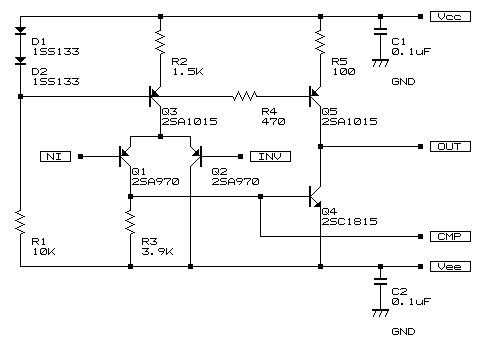 Vcc
D1
1SS133
D2
1SS133
R2
1.5K
R5
100
C1
0.1uF
GND
Q3
2SA1015
R4
470
Q5
2SA1015
NI
INV
OUT
Q1
2SA970
Q2
2SA970
Q4
2SC1815
R1
10K
R3
3.9K
CMP
Vee
C2
0.1uF
GND